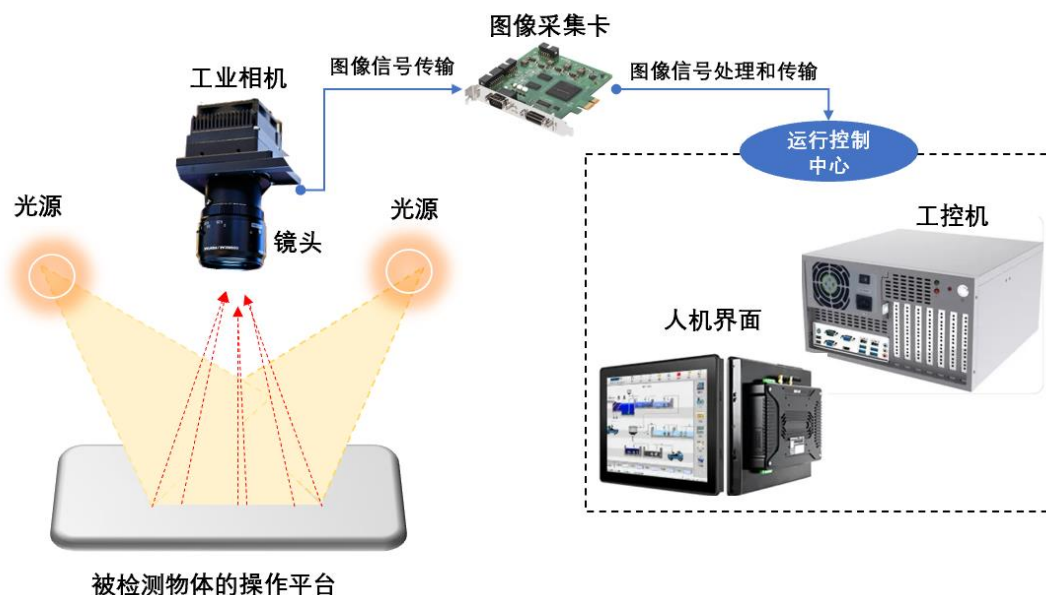 图像采集卡
工业相机
图像信号传输
图像信号处理和传输
运行控制
中心
光源
光源
镜头
工控机
人机界面
被检测物体的操作平台